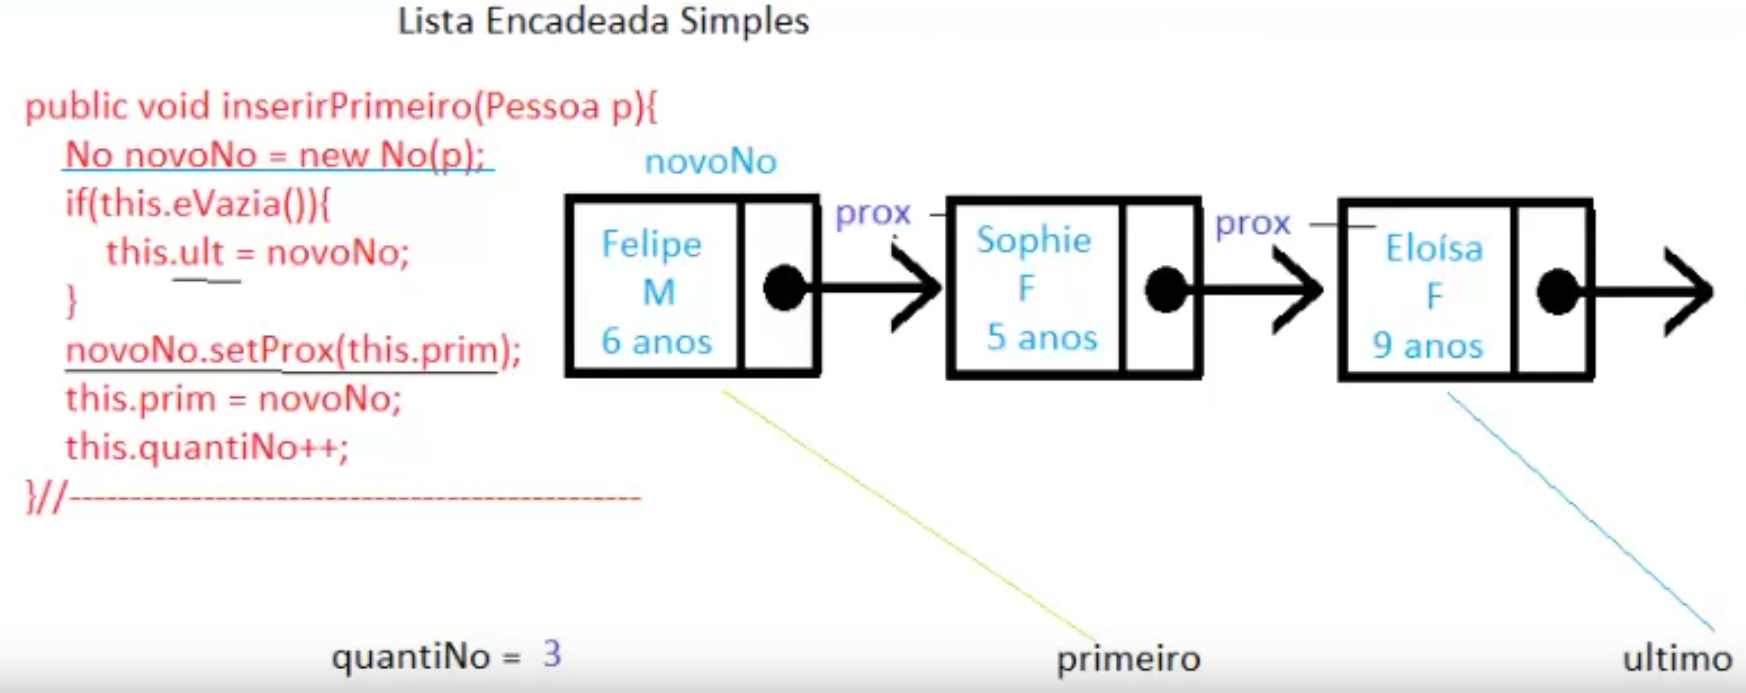 Lista Encadeada Simples
public void inserirPrimeiro(Pessoa p){
No novoNo = new No(p);
if(this.eVazia()){
this.ult = novoNo;
}
novoNo.setProx(this.prim);
this.prim = novoNo;
this.quantiNo++;
}//-----------------------------------------------
novoNo
Felipe
M
6 anos
prox
Sophie
F
5 anos
prox
Eloísa
F
9 anos
quantiNo = 3
primeiro
ultimo